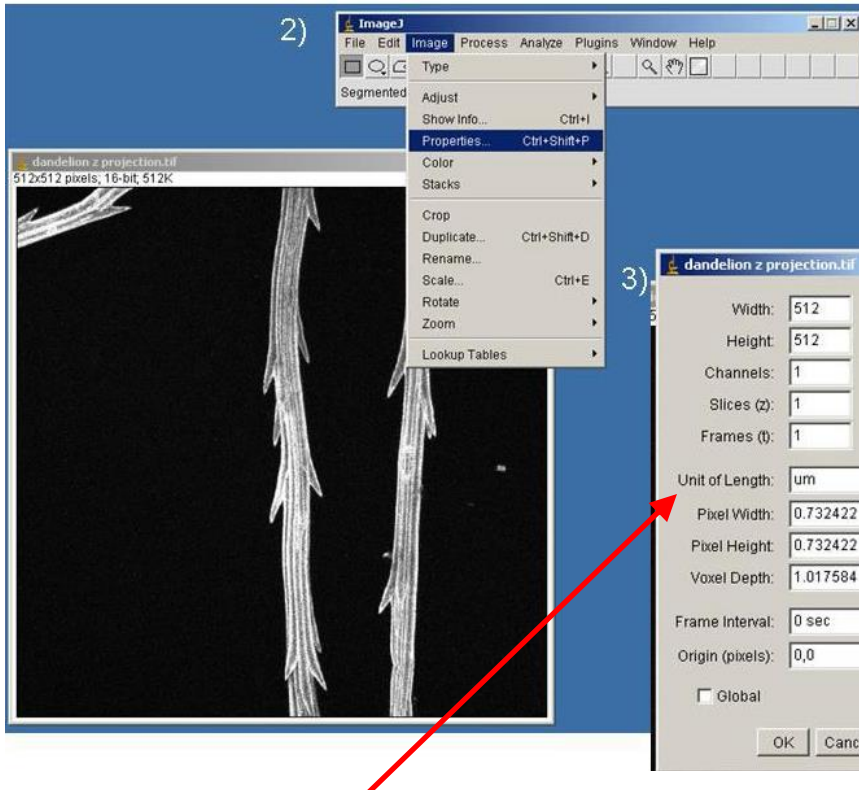 2)
ImageJ
File Edit Image Process Analyze Plugins Window Help
Segmented
Type
Adjust
Show Info... Ctrl+I
Properties... Ctrl+Shift+P
Color
Stacks
Crop
Duplicate... Ctrl+Shift+D
Rename...
Scale... Ctrl+E
Rotate
Zoom
Lookup Tables
dandelion z projection.tif
512x512 pixels; 16-bit; 512K
3)
dandelion z projection.tif
Width: 512
Height: 512
Channels: 1
Slices (z): 1
Frames (t): 1
Unit of Length: um
Pixel Width: 0.732422
Pixel Height: 0.732422
Voxel Depth: 1.017584
Frame Interval: 0 sec
Origin (pixels): 0,0
Global
OK Canc